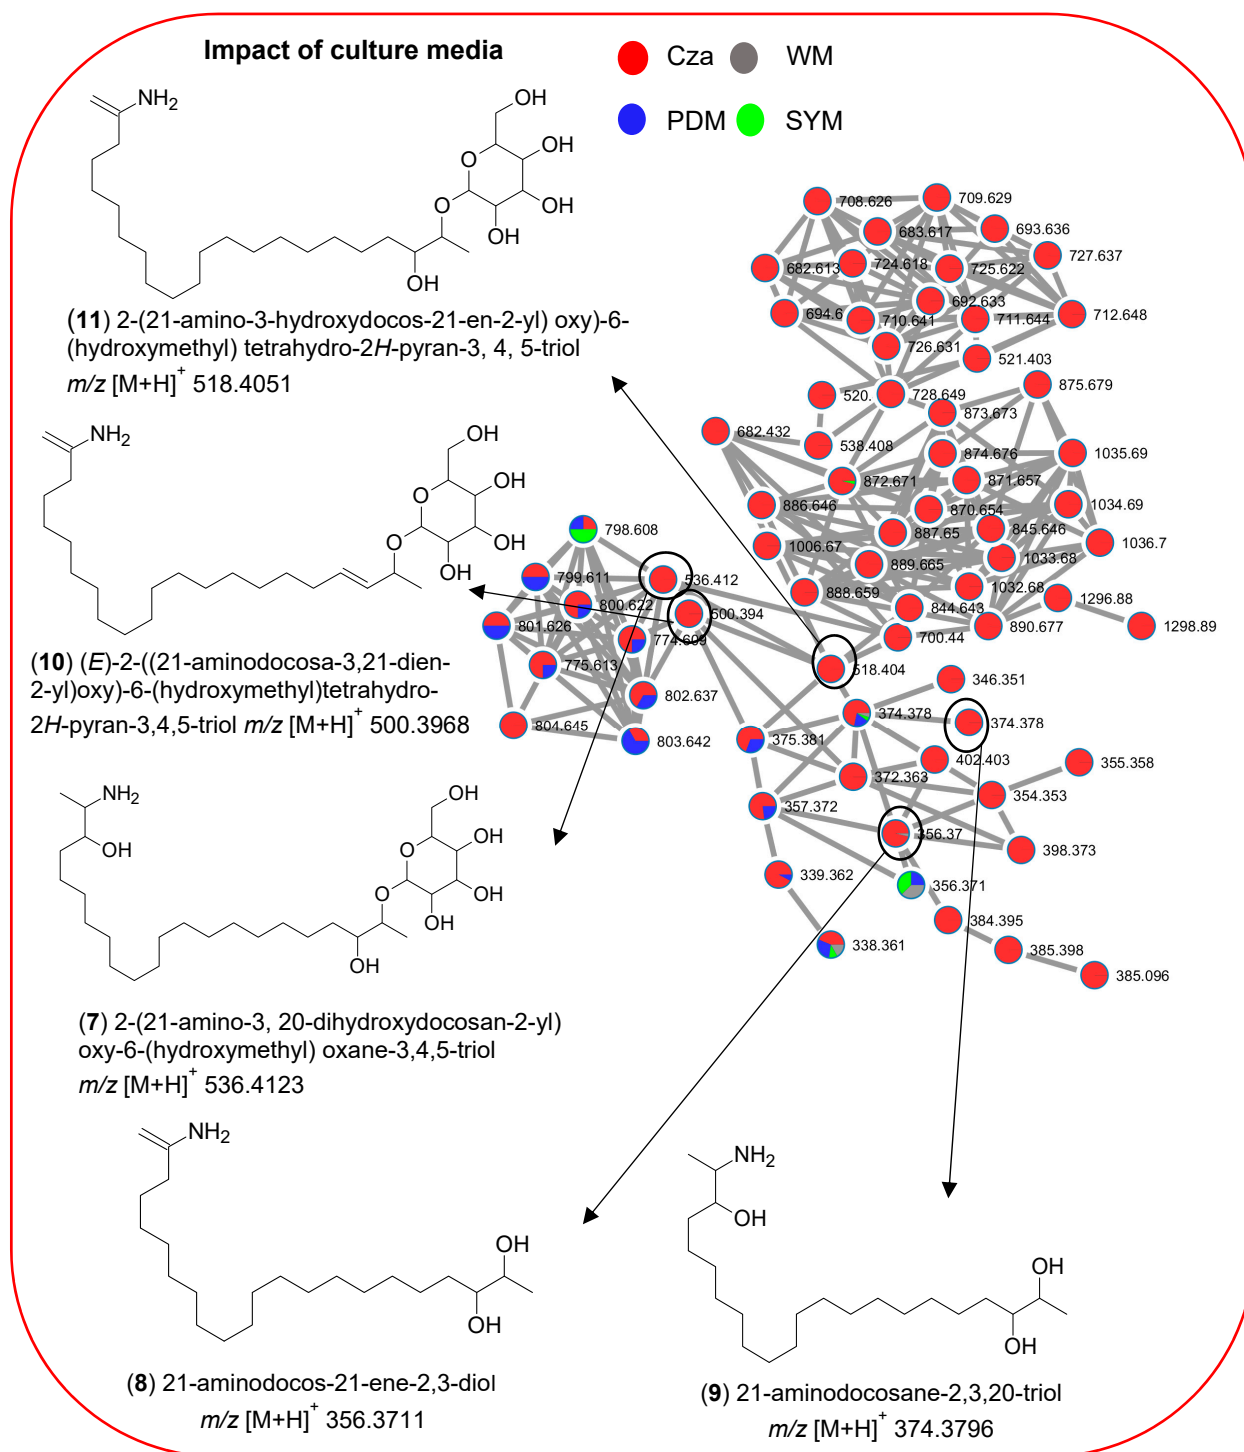 Impact of culture media
Cza
WM
PDM
SYM
NH2
OH
O
OH
OH
O
OH
OH
(11) 2-(21-amino-3-hydroxydocos-21-en-2-yl) oxy)-6-
(hydroxymethyl) tetrahydro-2H-pyran-3, 4, 5-triol
m/z [M+H]+ 518.4051
NH2
OH
O
OH
OH
O
OH
(10) (E)-2-((21-aminodocosa-3,21-dien-
2-yl)oxy)-6-(hydroxymethyl)tetrahydro-
2H-pyran-3,4,5-triol m/z [M+H]+ 500.3968
NH2
OH
OH
O
OH
OH
O
OH
OH
(7) 2-(21-amino-3, 20-dihydroxydocosan-2-yl)
oxy-6-(hydroxymethyl) oxane-3,4,5-triol
m/z [M+H]+ 536.4123
NH2
OH
OH
(8) 21-aminodocos-21-ene-2,3-diol
m/z [M+H]+ 356.3711
NH2
OH
OH
OH
(9) 21-aminodocosane-2,3,20-triol
m/z [M+H]+ 374.3796
708.626
709.629
683.617
693.636
727.637
682.613
724.618
725.622
692.633
694.6
710.641
711.644
712.648
726.631
521.403
875.679
520.
728.649
873.673
682.432
538.408
874.676
1035.69
872.671
871.657
886.646
870.654
1034.69
887.65
845.646
1006.67
1033.68
1036.7
889.665
888.659
1032.68
844.643
1296.88
700.44
890.677
1298.89
798.608
799.611
536.412
800.622
500.394
801.626
774.609
775.613
802.637
518.404
804.645
803.642
346.351
374.378
374.378
375.381
402.403
355.358
372.363
354.353
357.372
356.37
398.373
339.362
356.371
384.395
338.361
385.398
385.096